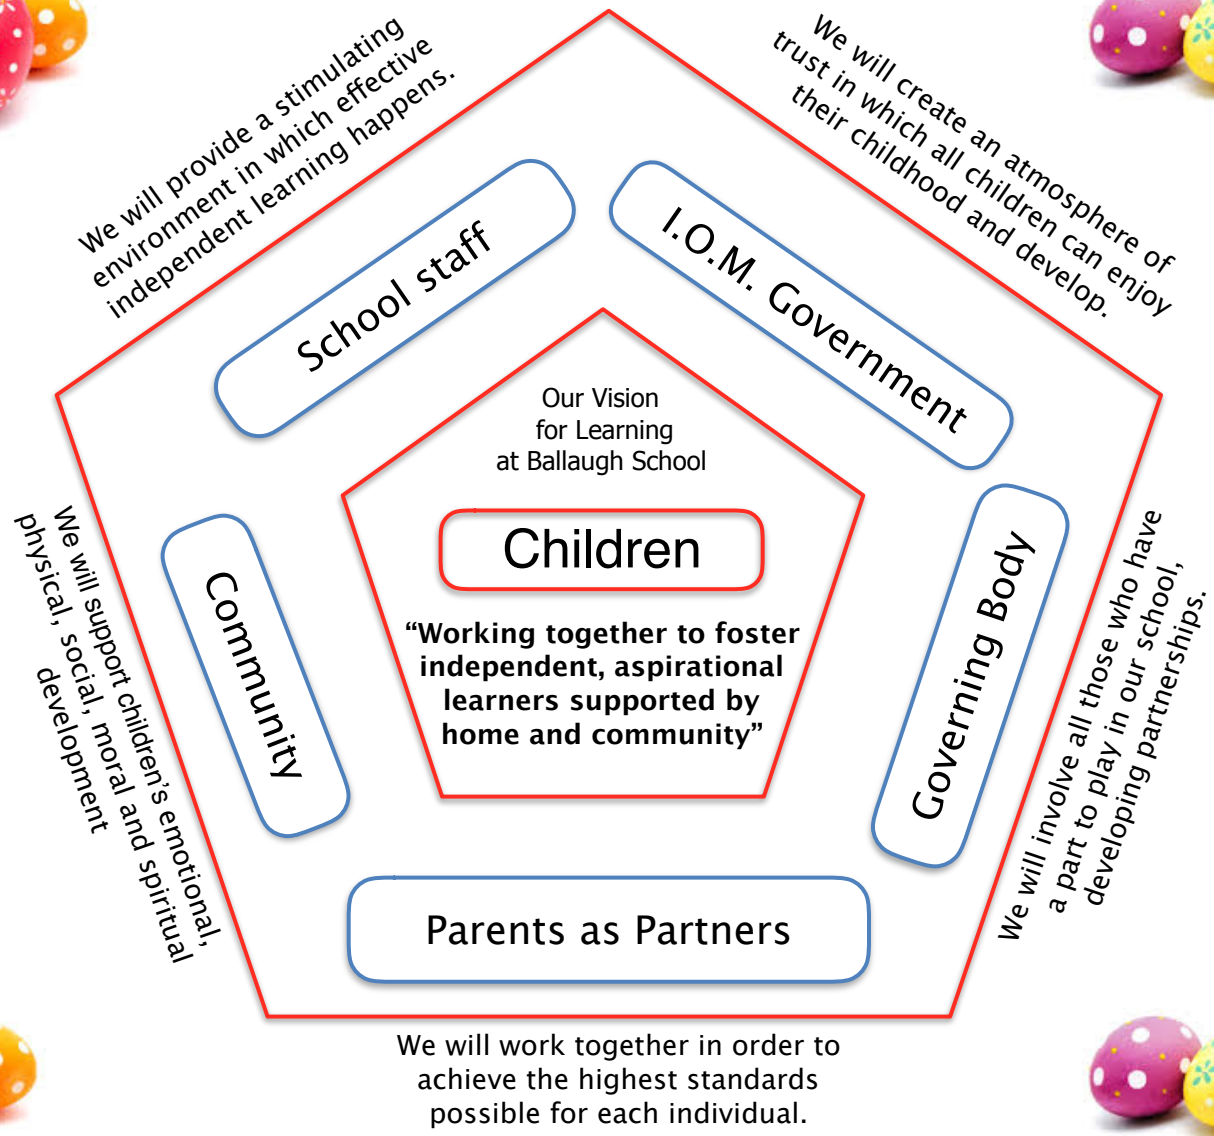 We will provide a stimulating
environment in which effective
independent learning happens.
We will create an atmosphere of
trust in which all children can enjoy
their childhood and develop.
School staff
I.O.M. Government
Our Vision
for Learning
at Ballaugh School
Children
“Working together to foster
independent, aspirational
learners supported by
home and community”
Community
Governing Body
We will support children’s emotional,
physical, social, moral and spiritual
development
We will involve all those who have
a part to play in our school,
developing partnerships.
Parents as Partners
We will work together in order to
achieve the highest standards
possible for each individual.